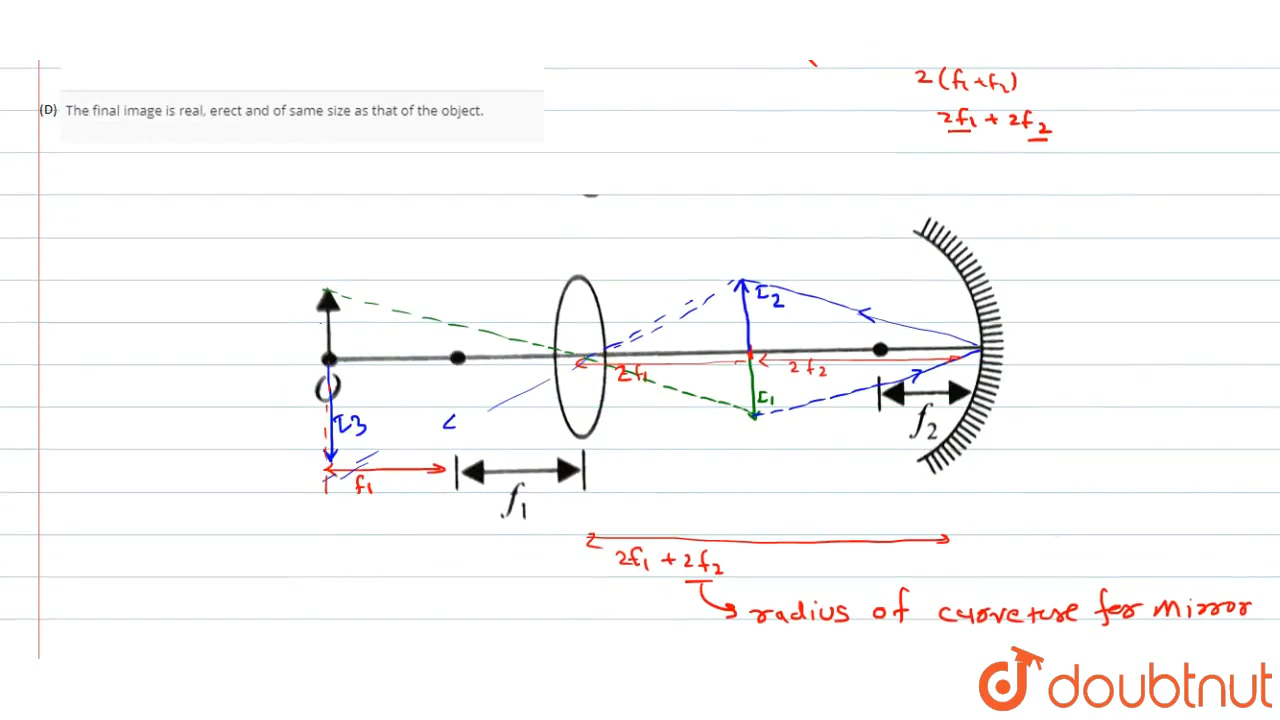 2(f1+f2)
(D) The final image is real, erect and of same size as that of the object.
2f1 + 2f2
I2
2f1
2f2
O
I1
I3
f2
f1
f1
2f1 + 2f2
radius of curveture for mirror
doubtnut